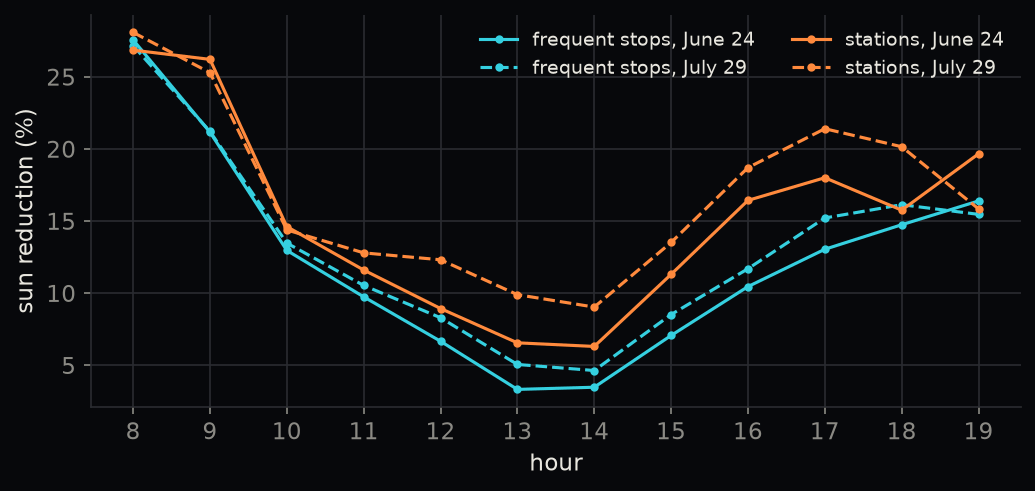 frequent stops, June 24
frequent stops, July 29
stations, June 24
stations, July 29
sun reduction (%)
25
20
15
10
5
8 9 10 11 12 13 14 15 16 17 18 19
hour